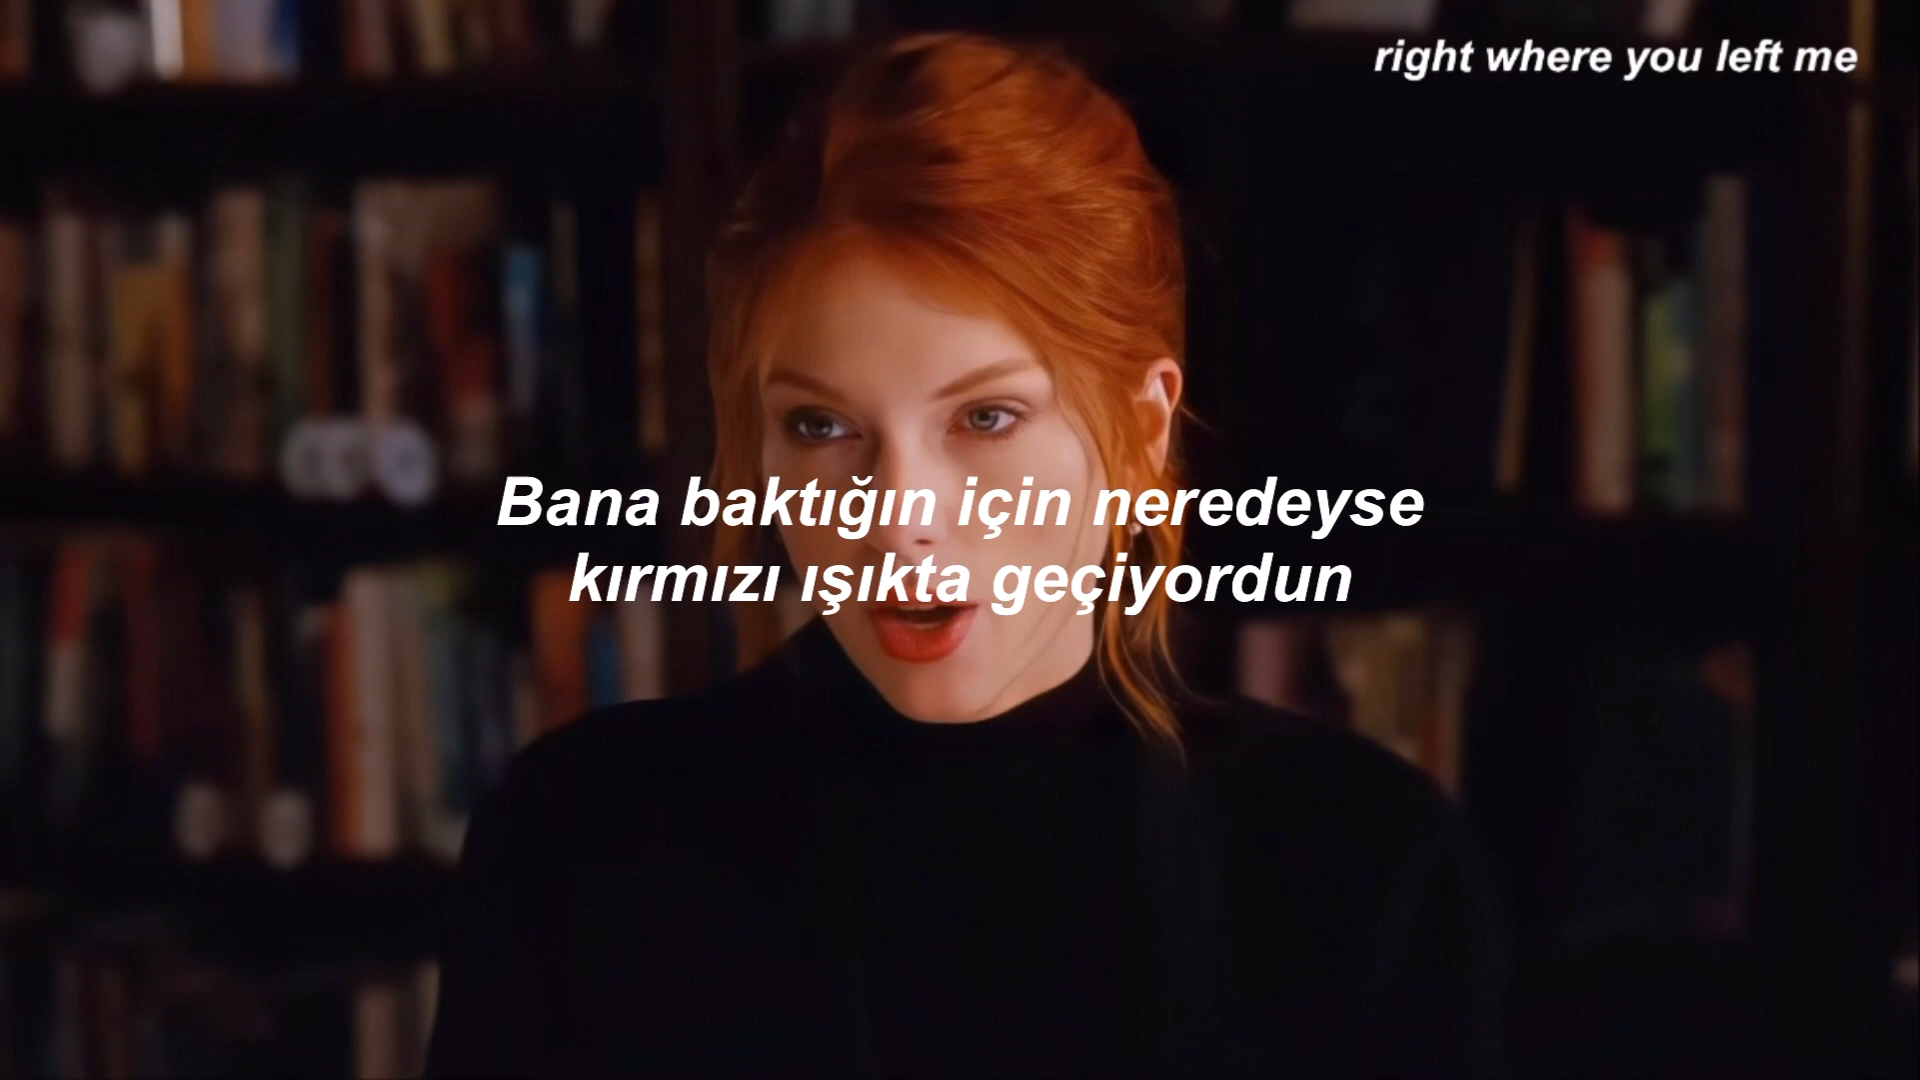 right where you left me
Bana baktığın için neredeyse
kırmızı ışıkta geçiyordun